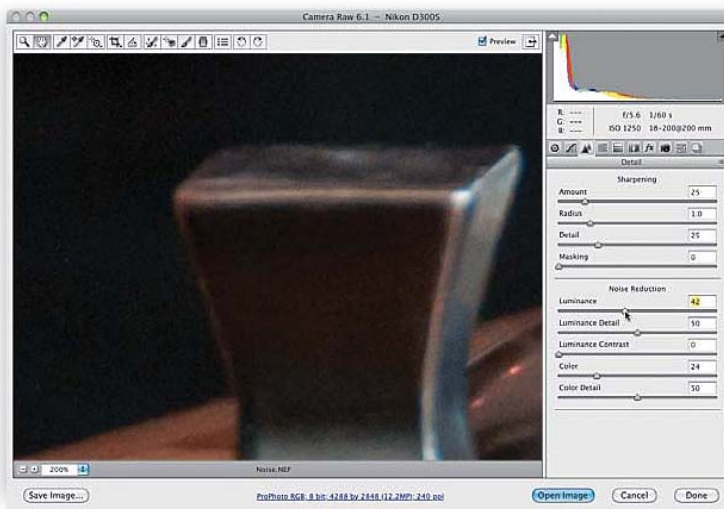 Camera Raw 6.1 – Nikon D300S
Preview
R: ---
G: ---
B: ---
f/5.6 1/60 s
ISO 1250 18-200@200 mm
Detail
Sharpening
Amount 25
Radius 1.0
Detail 25
Masking 0
Noise Reduction
Luminance 42
Luminance Detail 50
Luminance Contrast 0
Color 24
Color Detail 50
200%
Noise.NEF
Save Image...
ProPhoto RGB; 8 bit; 4288 by 2848 (12.2MP); 240 ppi
Open Image
Cancel
Done